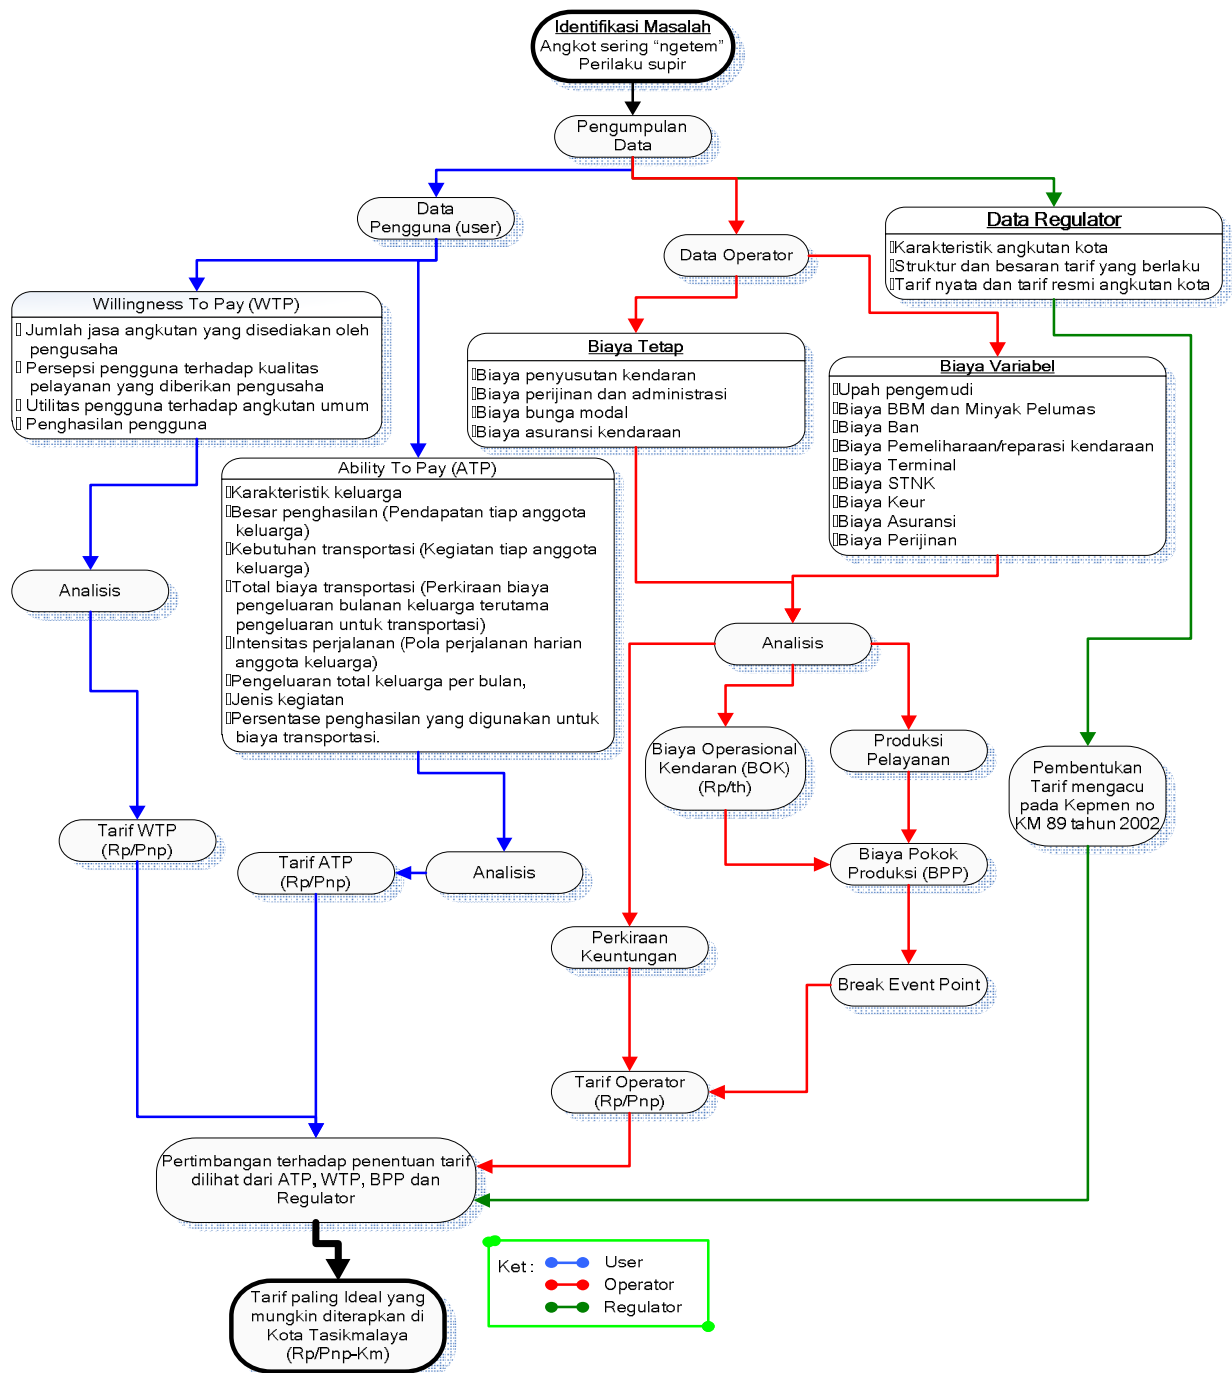 Identifikasi Masalah
Angkot sering “ngetem”
Perilaku supir
Pengumpulan
Data
Data
Pengguna (user)
Data Operator
Data Regulator
Karakteristik angkutan kota
Struktur dan besaran tarif yang berlaku
Tarif nyata dan tarif resmi angkutan kota
Willingness To Pay (WTP)
Jumlah jasa angkutan yang disediakan oleh
pengusaha
Persepsi pengguna terhadap kualitas
pelayanan yang diberikan pengusaha
Utilitas pengguna terhadap angkutan umum
Penghasilan pengguna
Biaya Tetap
Biaya penyusutan kendaran
Biaya perijinan dan administrasi
Biaya bunga modal
Biaya asuransi kendaraan
Biaya Variabel
Upah pengemudi
Biaya BBM dan Minyak Pelumas
Biaya Ban
Biaya Pemeliharaan/reparasi kendaraan
Biaya Terminal
Biaya STNK
Biaya Keur
Biaya Asuransi
Biaya Perijinan
Ability To Pay (ATP)
Karakteristik keluarga
Besar penghasilan (Pendapatan tiap anggota
keluarga)
Kebutuhan transportasi (Kegiatan tiap anggota
keluarga)
Total biaya transportasi (Perkiraan biaya
pengeluaran bulanan keluarga terutama
pengeluaran untuk transportasi)
Intensitas perjalanan (Pola perjalanan harian
anggota keluarga)
Pengeluaran total keluarga per bulan,
Jenis kegiatan
Persentase penghasilan yang digunakan untuk
biaya transportasi.
Analisis
Analisis
Biaya Operasional
Kendaran (BOK)
(Rp/th)
Produksi
Pelayanan
Pembentukan
Tarif mengacu
pada Kepmen no
KM 89 tahun 2002
Tarif WTP
(Rp/Pnp)
Tarif ATP
(Rp/Pnp)
Analisis
Biaya Pokok
Produksi (BPP)
Perkiraan
Keuntungan
Break Event Point
Tarif Operator
(Rp/Pnp)
Pertimbangan terhadap penentuan tarif
dilihat dari ATP, WTP, BPP dan
Regulator
Ket :
User
Operator
Regulator
Tarif paling Ideal yang
mungkin diterapkan di
Kota Tasikmalaya
(Rp/Pnp-Km)